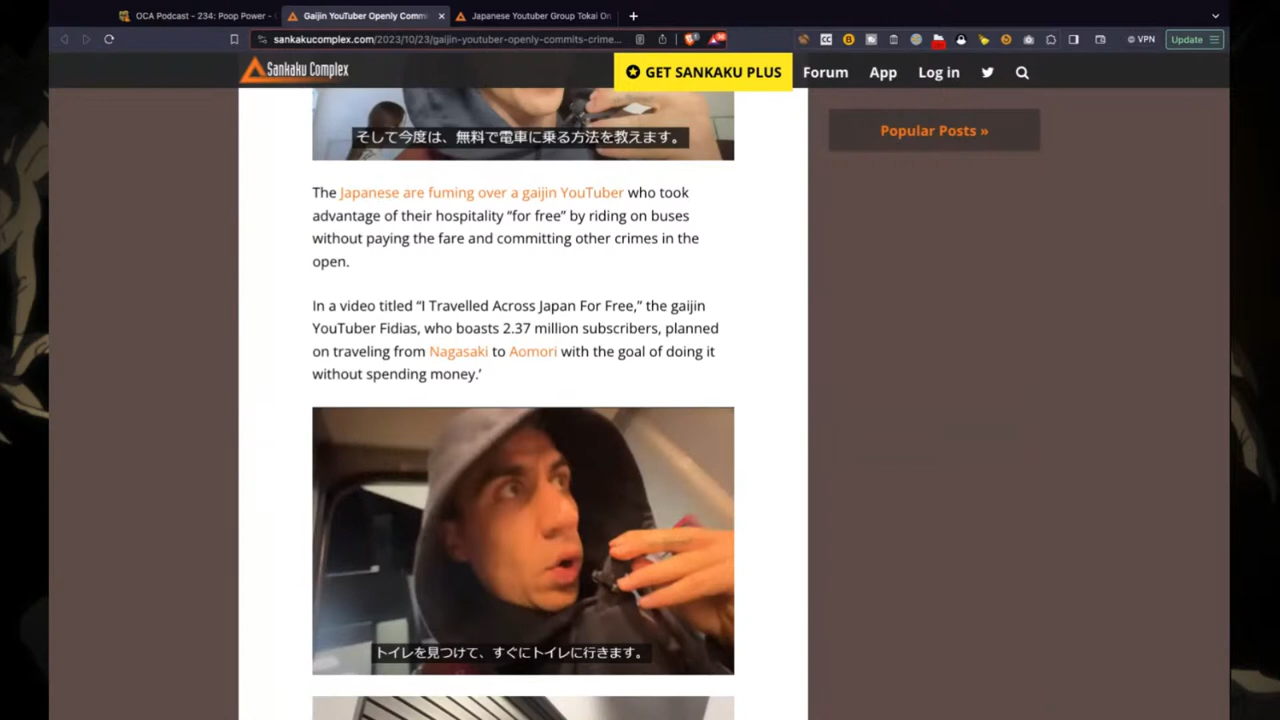 OCA Podcast - 234: Poop Power -
Gaijin YouTuber Openly Commi
Japanese Youtuber Group Tokai On
sankakucomplex.com/2023/10/23/gaijin-youtuber-openly-commits-crime...
VPN
Update
Sankaku Complex
GET SANKAKU PLUS
Forum
App
Log in
そして今度は、無料で電車に乗る方法を教えます。
Popular Posts »
The Japanese are fuming over a gaijin YouTuber who took
advantage of their hospitality “for free” by riding on buses
without paying the fare and committing other crimes in the
open.
In a video titled “I Travelled Across Japan For Free,” the gaijin
YouTuber Fidias, who boasts 2.37 million subscribers, planned
on traveling from Nagasaki to Aomori with the goal of doing it
without spending money.’
トイレを見つけて、すぐにトイレに行きます。